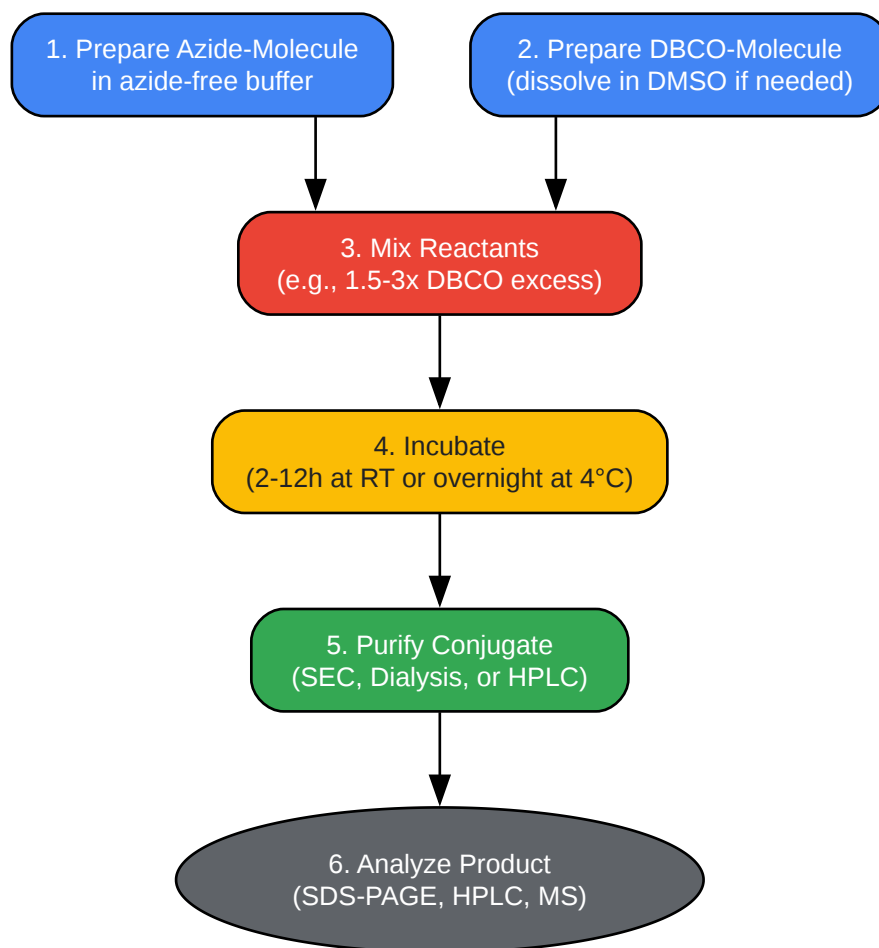 1. Prepare Azide-Molecule
in azide-free buffer
2. Prepare DBCO-Molecule
(dissolve in DMSO if needed)
3. Mix Reactants
(e.g., 1.5-3x DBCO excess)
4. Incubate
(2-12h at RT or overnight at 4°C)
5. Purify Conjugate
(SEC, Dialysis, or HPLC)
6. Analyze Product
(SDS-PAGE, HPLC, MS)